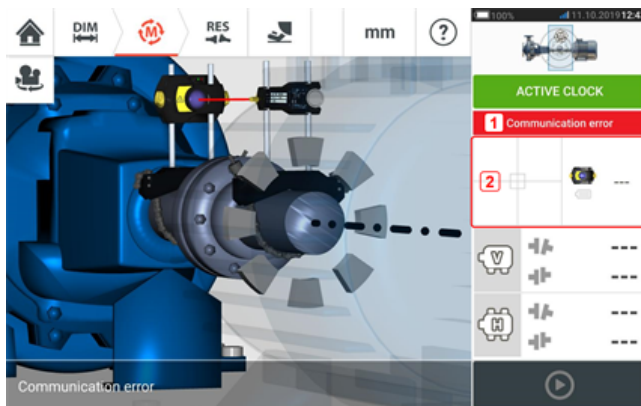 DIM
M
RES
mm
?
100%
11.10.2019 12:4
ACTIVE CLOCK
1 Communication error
2
---
V
---
---
H
---
---
Communication error